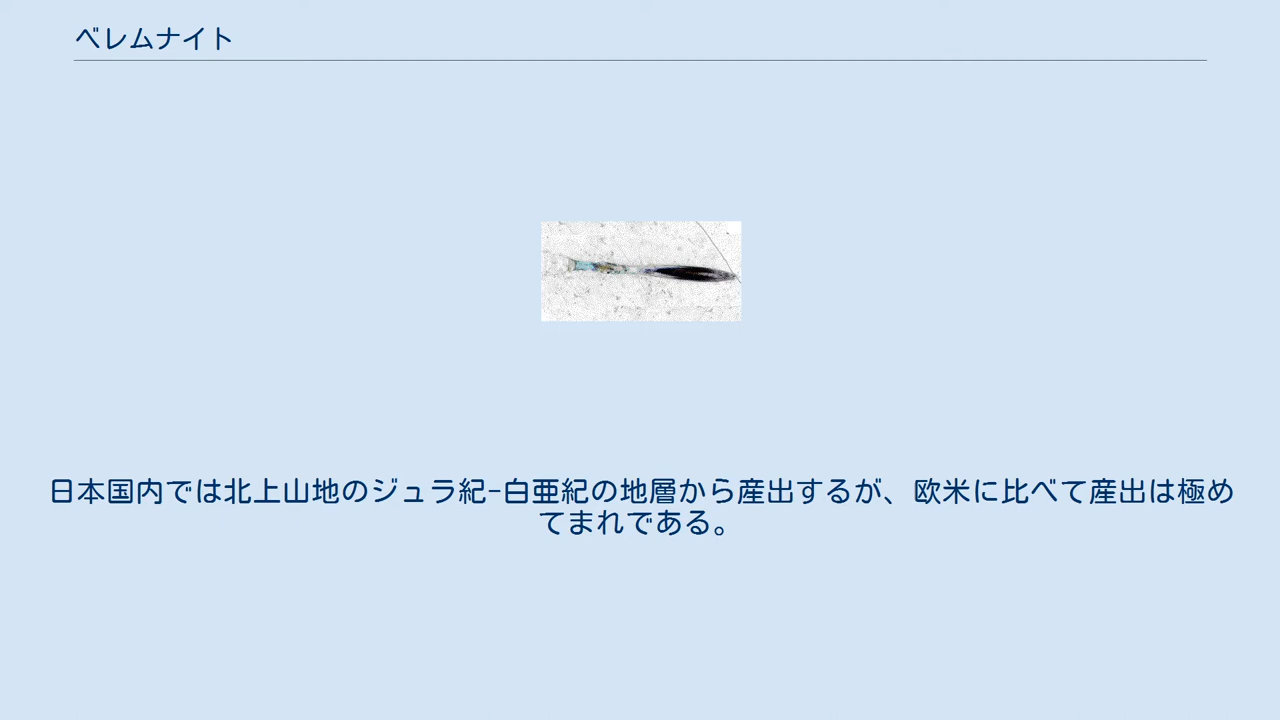 ベレムナイト
日本国内では北上山地のジュラ紀-白亜紀の地層から産出するが、欧米に比べて産出は極め
てまれである。